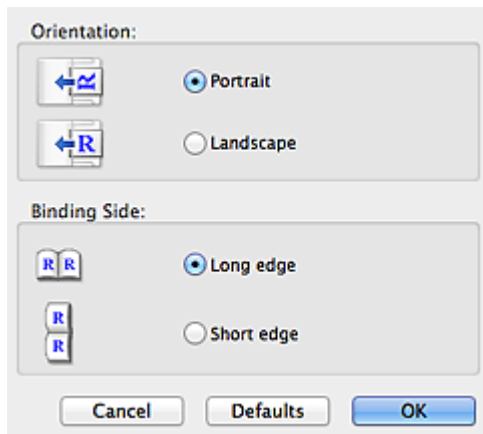 Orientation:
R
Portrait
R
Landscape
Binding Side:
R R
Long edge
R
R
Short edge
Cancel Defaults OK